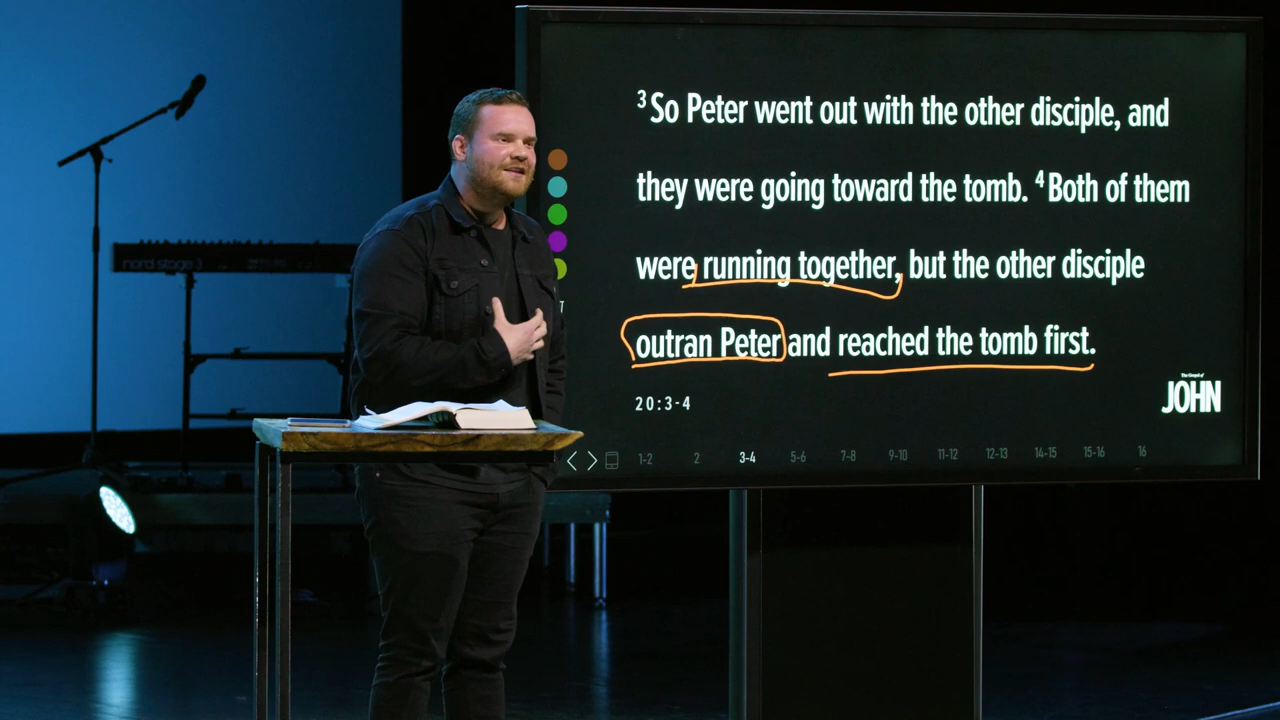 3 So Peter went out with the other disciple, and
they were going toward the tomb. 4 Both of them
were running together, but the other disciple
outran Peter and reached the tomb first.
20:3-4
The Gospel of
JOHN
1-2 2 3-4 5-6 7-8 9-10 11-12 12-13 14-15 15-16 16
nord stage 3